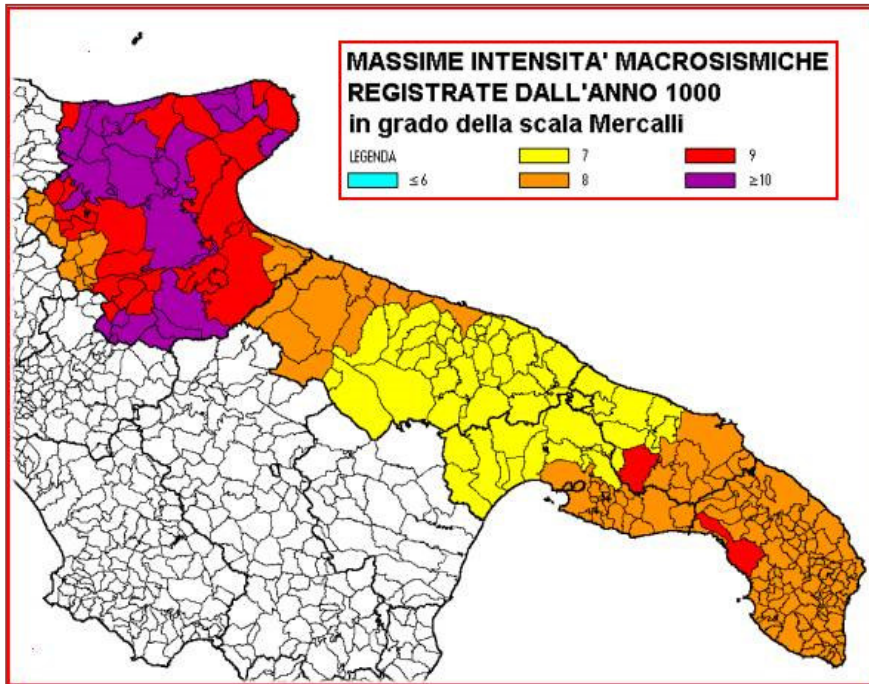 MASSIME INTENSITA' MACROSISMICHE
REGISTRATE DALL'ANNO 1000
in grado della scala Mercalli
LEGENDA
7
9
≤6
8
≥10